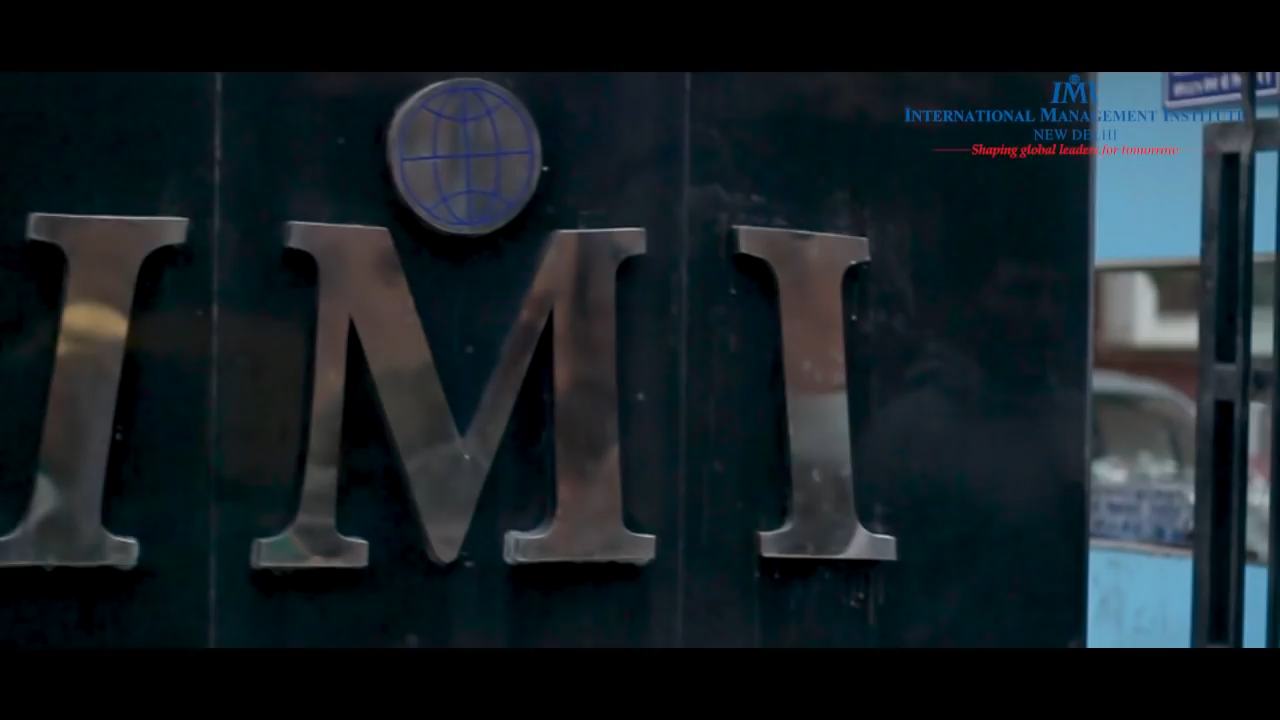 IMI
IMI
INTERNATIONAL MANAGEMENT INSTITUTE
NEW DELHI
Shaping global leaders for tomorrow